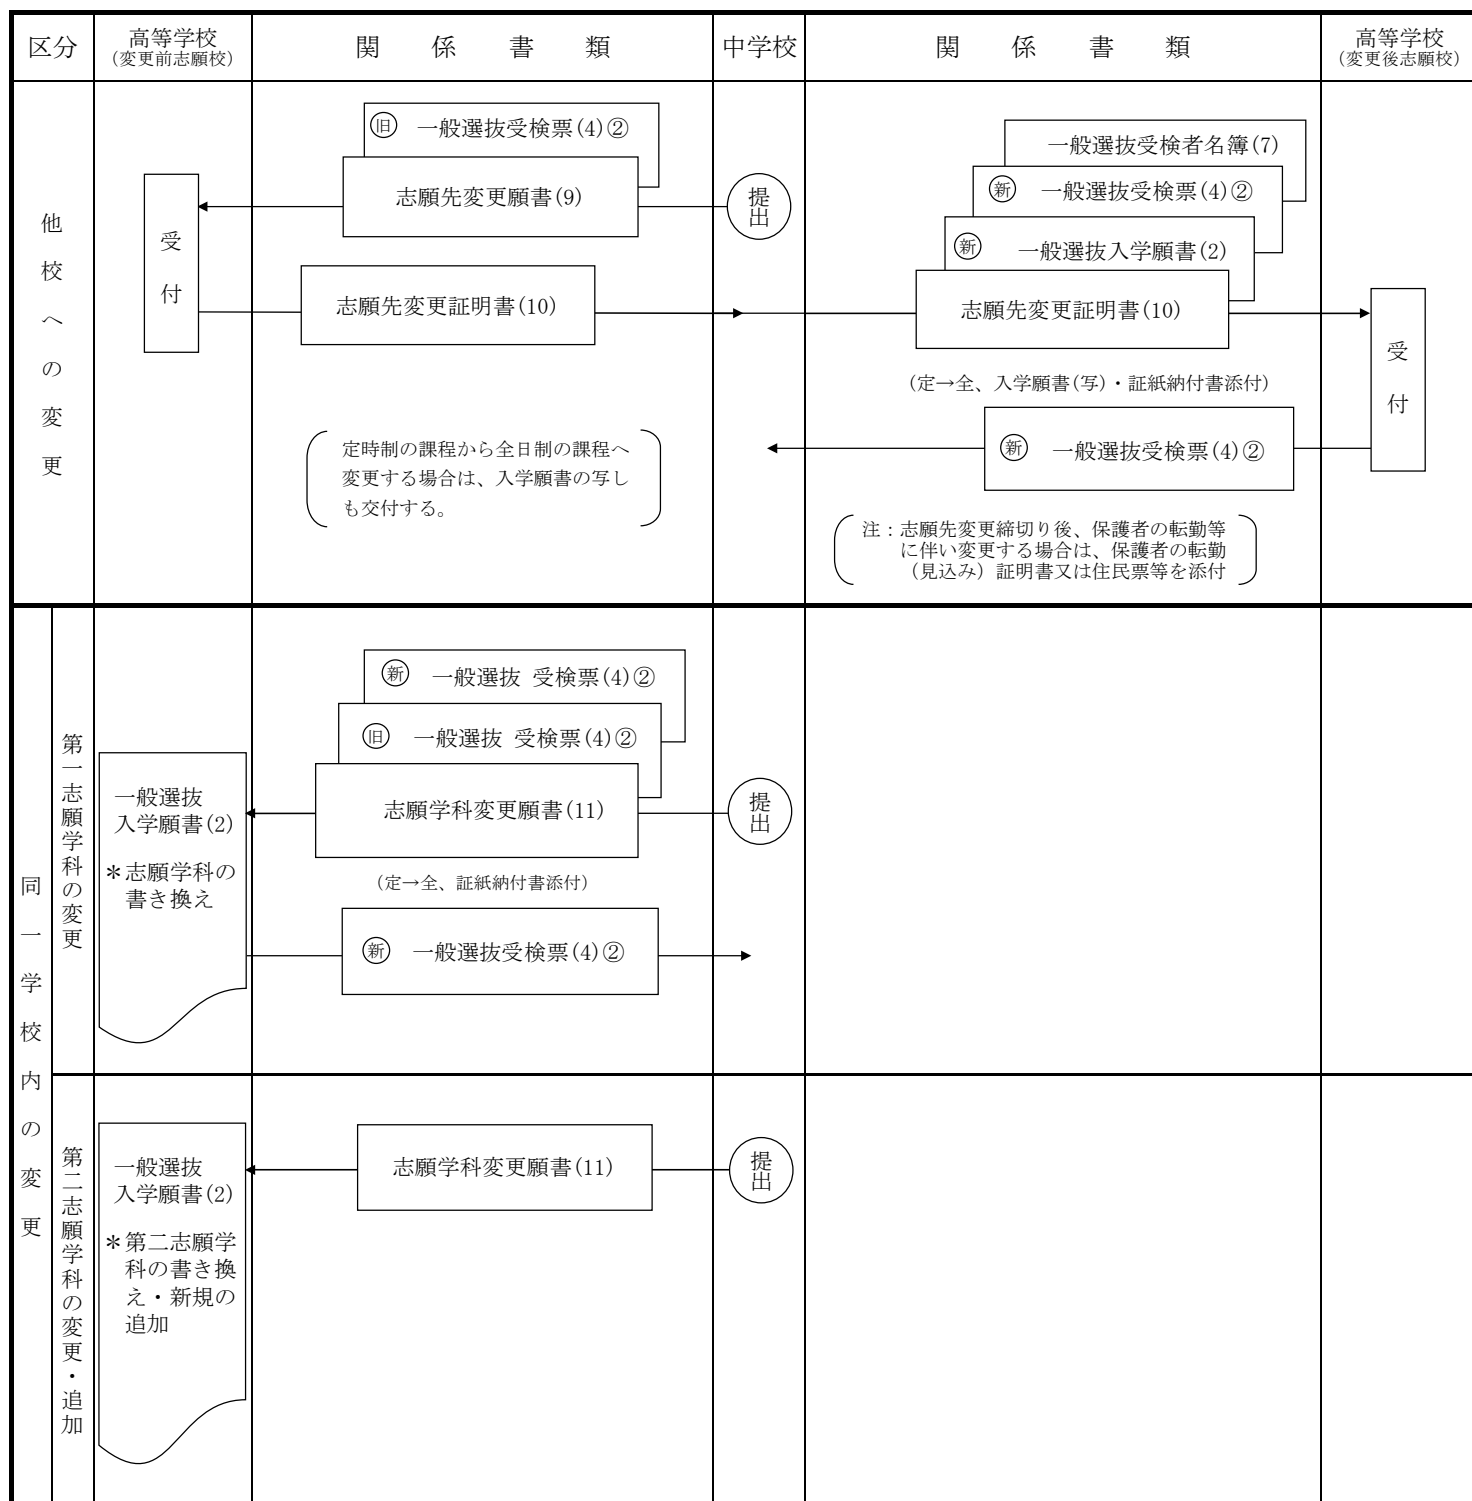 区分
高等学校
(変更前志願校)
関係書類
中学校
関係書類
高等学校
(変更後志願校)
他校への変更
受付
旧 一般選抜受検票(4)②
志願先変更願書(9)
提出
志願先変更証明書(10)
定時制の課程から全日制の課程へ
変更する場合は、入学願書の写し
も交付する。
一般選抜受検者名簿(7)
新 一般選抜受検票(4)②
新 一般選抜入学願書(2)
志願先変更証明書(10)
(定→全、入学願書(写)・証紙納付書添付)
新 一般選抜受検票(4)②
注：志願先変更締切り後、保護者の転勤等
に伴い変更する場合は、保護者の転勤
(見込み)証明書又は住民票等を添付
受付
同一学校内の変更
第一志願学科の変更
一般選抜
入学願書(2)
＊志願学科の
書き換え
新 一般選抜 受検票(4)②
旧 一般選抜 受検票(4)②
志願学科変更願書(11)
提出
(定→全、証紙納付書添付)
新 一般選抜受検票(4)②
第二志願学科の変更・追加
一般選抜
入学願書(2)
＊第二志願学
科の書き換
え・新規の
追加
志願学科変更願書(11)
提出